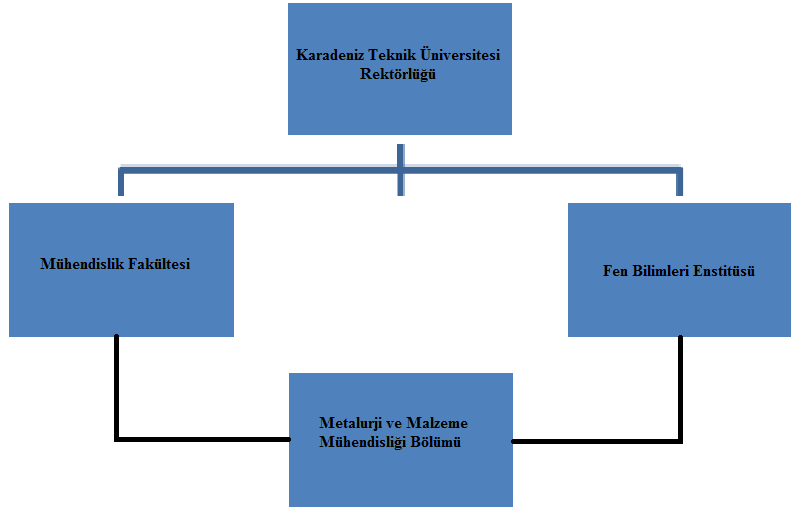 Karadeniz Teknik Üniversitesi
Rektörlüğü
Mühendislik Fakültesi
Fen Bilimleri Enstitüsü
Metalurji ve Malzeme
Mühendisliği Bölümü